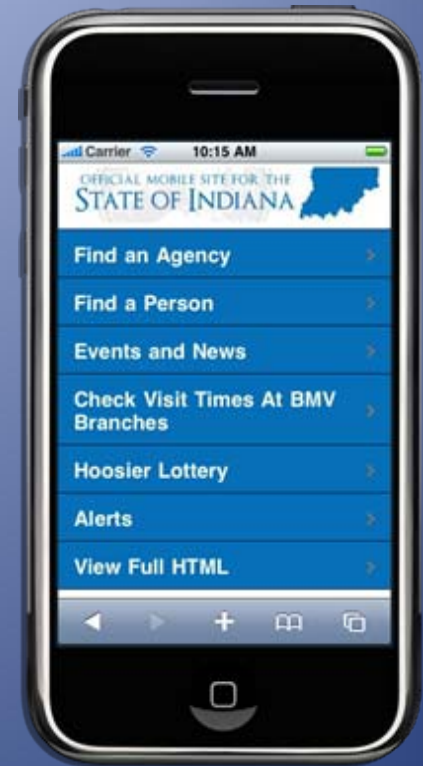 Carrier 10:15 AM
OFFICIAL MOBILE SITE FOR THE
STATE OF INDIANA
Find an Agency
Find a Person
Events and News
Check Visit Times At BMV
Branches
Hoosier Lottery
Alerts
View Full HTML